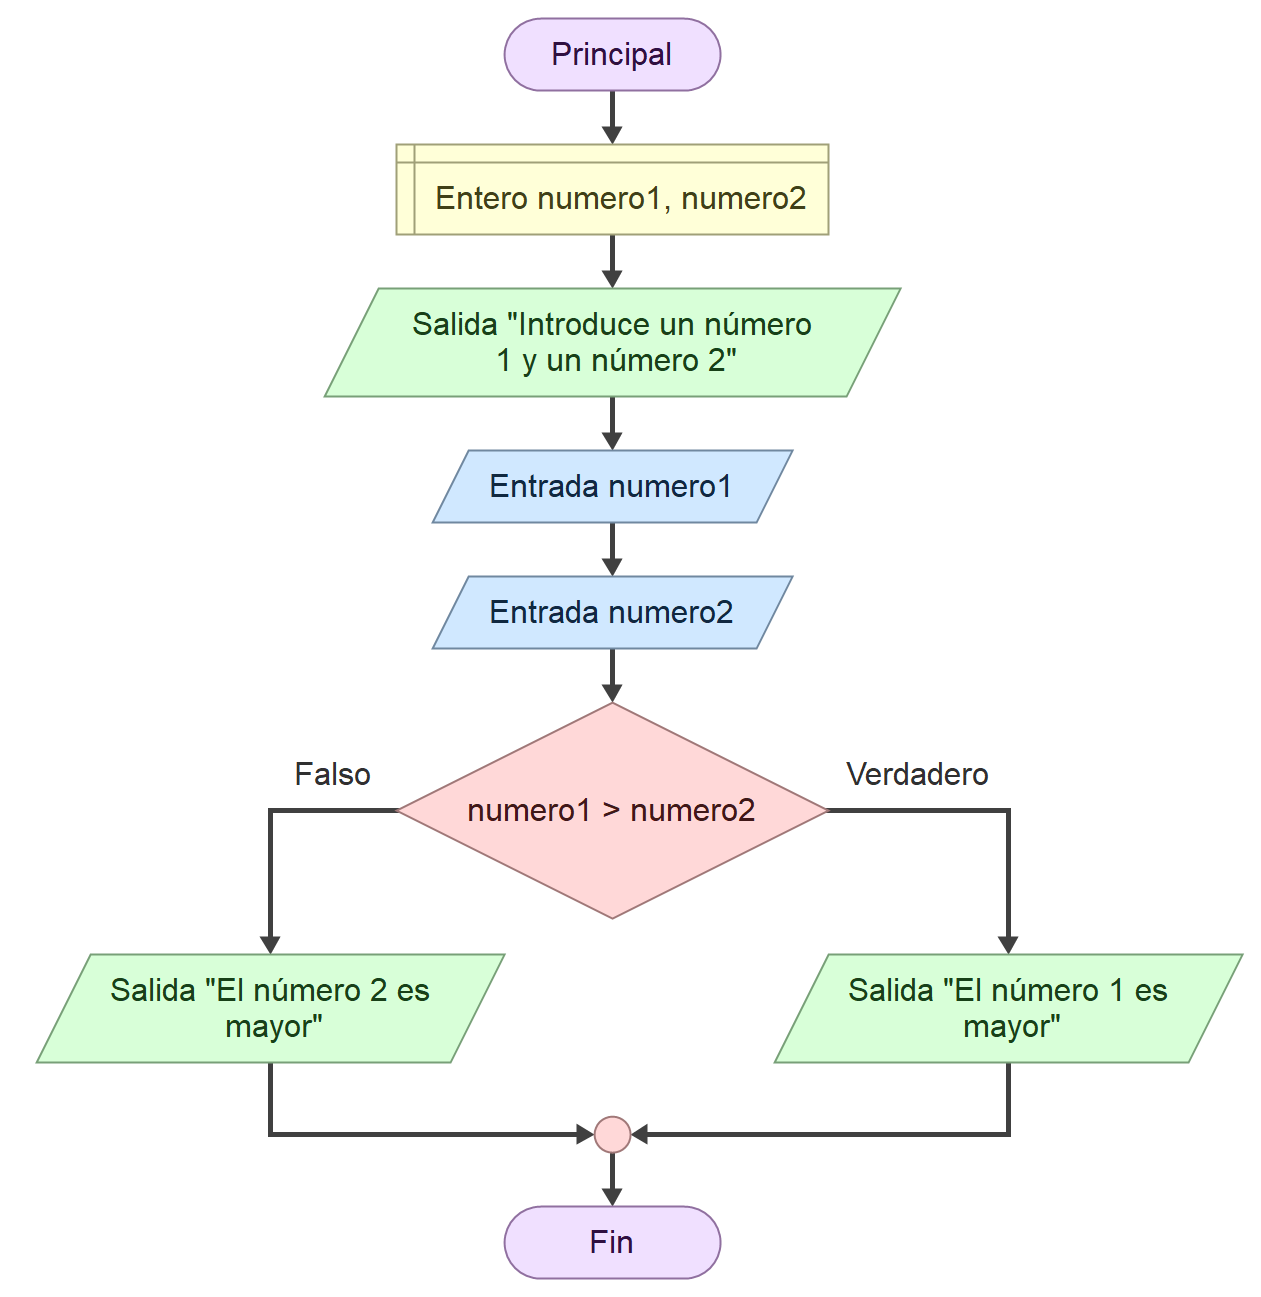 Principal
Entero numero1, numero2
Salida "Introduce un número
1 y un número 2"
Entrada numero1
Entrada numero2
Falso
Verdadero
numero1 > numero2
Salida "El número 2 es
mayor"
Salida "El número 1 es
mayor"
Fin